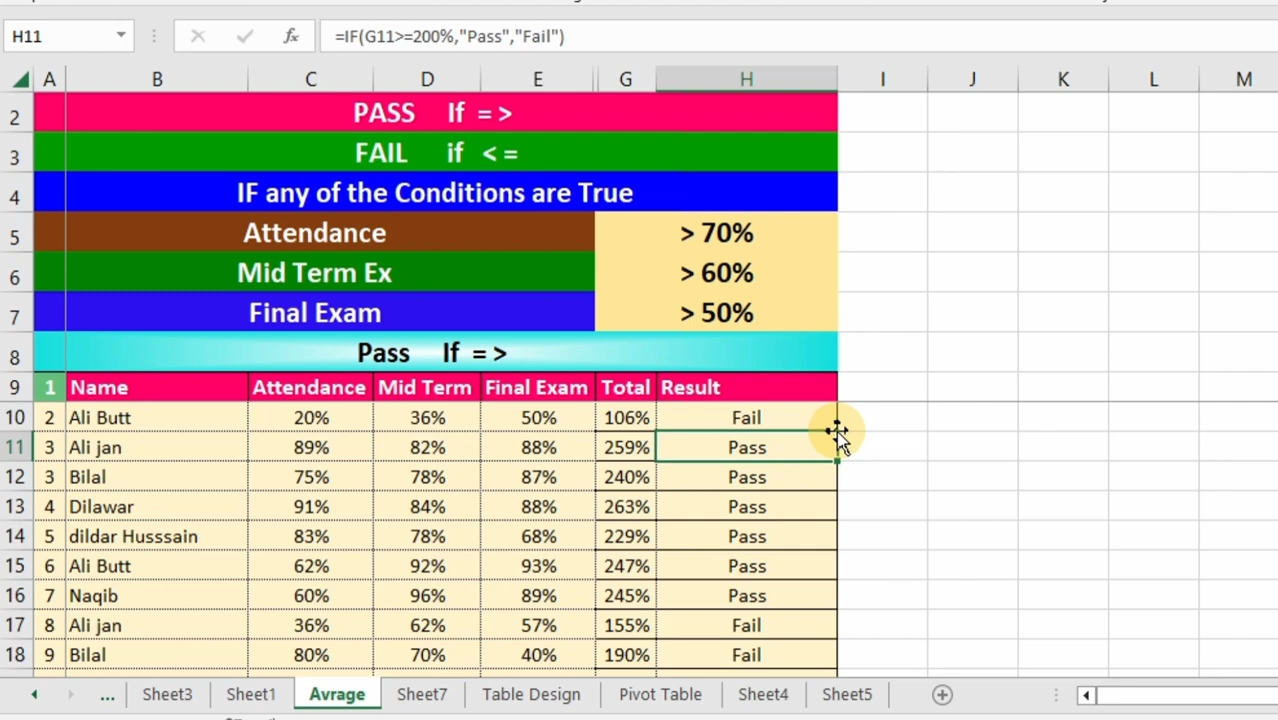 H11 fx =IF(G11>=200%,"Pass","Fail")
A B C D E G H I J K L M
2 PASS If = >
3 FAIL if < =
4 IF any of the Conditions are True
5 Attendance > 70%
6 Mid Term Ex > 60%
7 Final Exam > 50%
8 Pass If = >
9 1 Name Attendance Mid Term Final Exam Total Result
10 2 Ali Butt 20% 36% 50% 106% Fail
11 3 Ali jan 89% 82% 88% 259% Pass
12 3 Bilal 75% 78% 87% 240% Pass
13 4 Dilawar 91% 84% 88% 263% Pass
14 5 dildar Husssain 83% 78% 68% 229% Pass
15 6 Ali Butt 62% 92% 93% 247% Pass
16 7 Naqib 60% 96% 89% 245% Pass
17 8 Ali jan 36% 62% 57% 155% Fail
18 9 Bilal 80% 70% 40% 190% Fail
... Sheet3 Sheet1 Avrage Sheet7 Table Design Pivot Table Sheet4 Sheet5